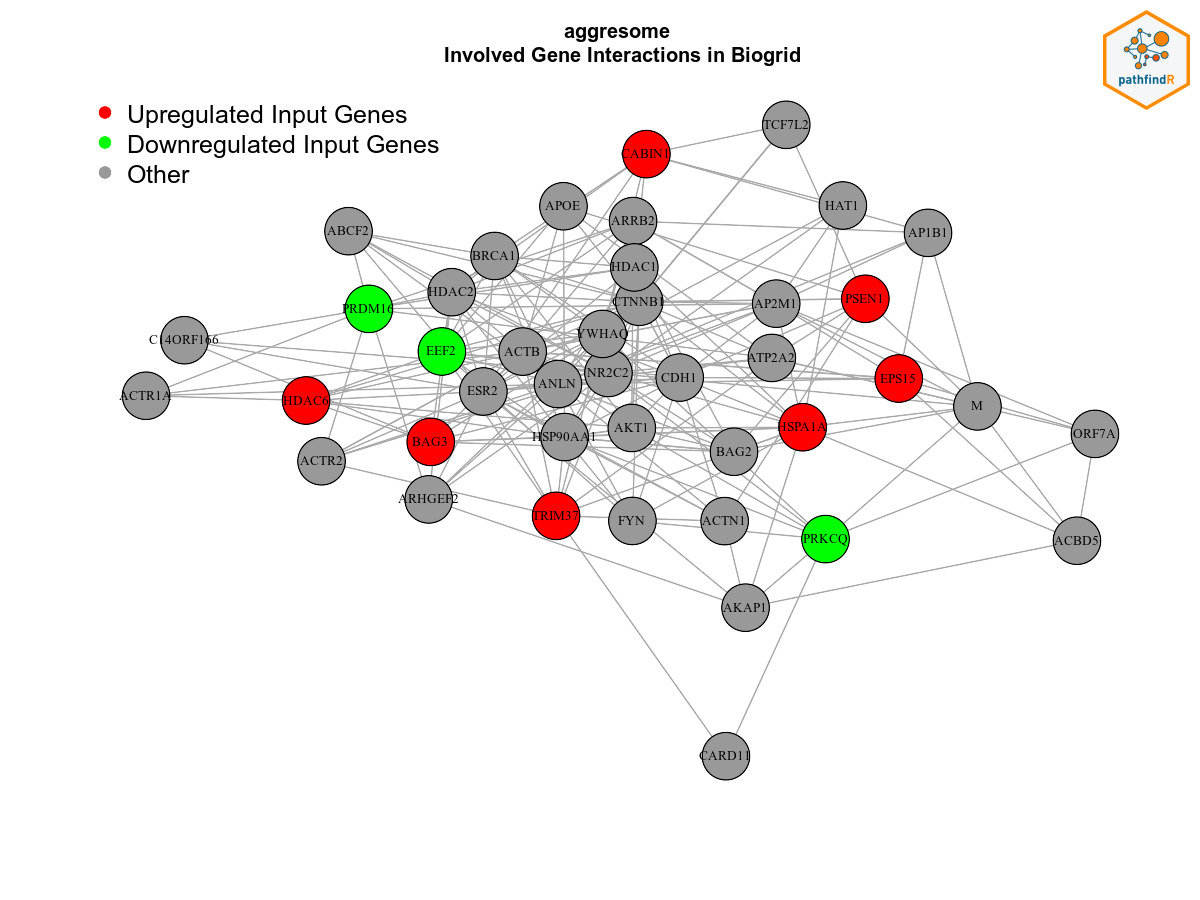 aggresome
Involved Gene Interactions in Biogrid
pathfindR
Upregulated Input Genes
Downregulated Input Genes
Other
TCF7L2
CABIN1
APOE
HAT1
ARRB2
ABCF2
AP1B1
BRCA1
HDAC1
HDAC2
CTNNB1
AP2M1
PSEN1
PRDM16
YWHAQ
C14ORF166
EEF2
ACTB
ATP2A2
NR2C2
CDH1
EPS15
ANLN
ESR2
ACTR1A
HDAC6
M
AKT1
HSPA1A
ORF7A
HSP90AA1
BAG3
BAG2
ACTR2
ARHGEF2
TRIM37
FYN
ACTN1
PRKCQ
ACBD5
AKAP1
CARD11